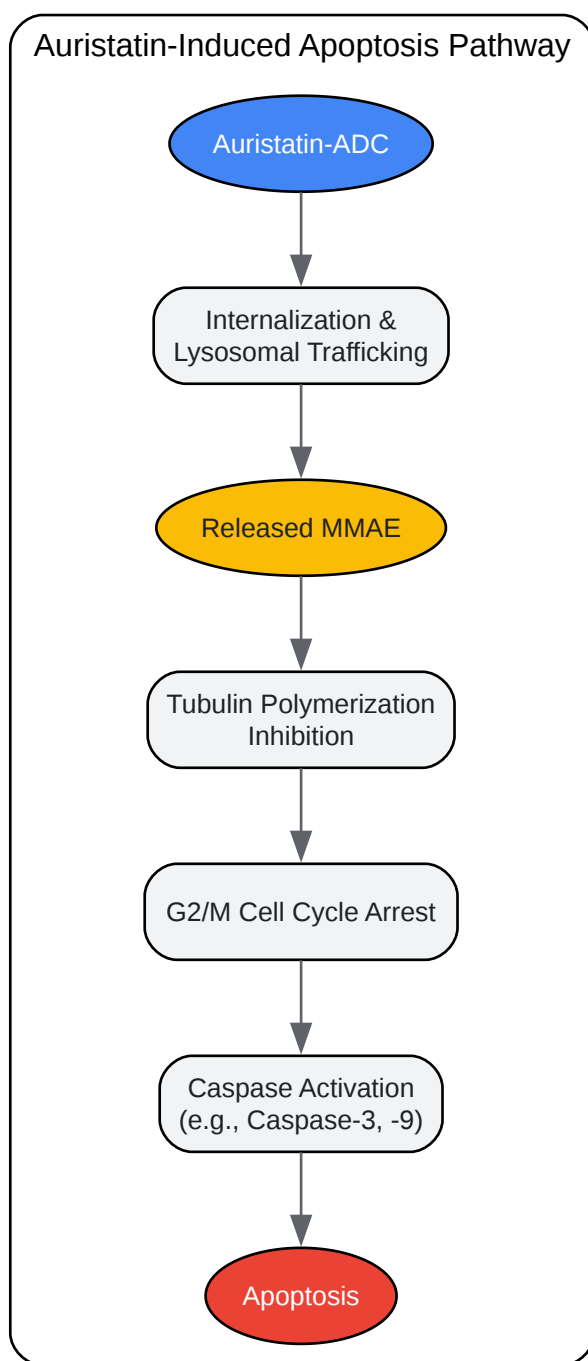 Auristatin-Induced Apoptosis Pathway
Auristatin-ADC
Internalization &
Lysosomal Trafficking
Released MMAE
Tubulin Polymerization
Inhibition
G2/M Cell Cycle Arrest
Caspase Activation
(e.g., Caspase-3, -9)
Apoptosis